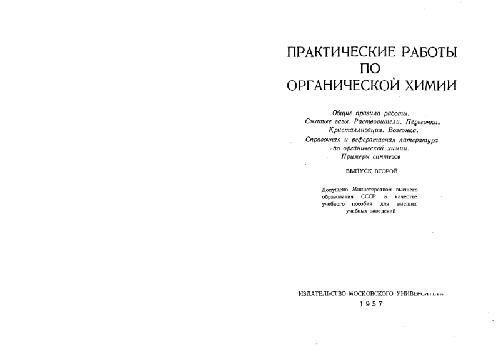 ПРАКТИЧЕСКИЕ РАБОТЫ
ПО
ОРГАНИЧЕСКОЙ ХИМИИ
Общие правила работы.
Сжатые газы. Растворители. Перегонка.
Кристаллизация. Возгонка.
Справочная и реферативная литература
по органической химии.
Примеры синтезов
ВЫПУСК ВТОРОЙ
Допущено Министерством высшего
образования СССР в качестве
учебного пособия для высших
учебных заведений
ИЗДАТЕЛЬСТВО МОСКОВСКОГО УНИВЕРСИТЕТА
1957